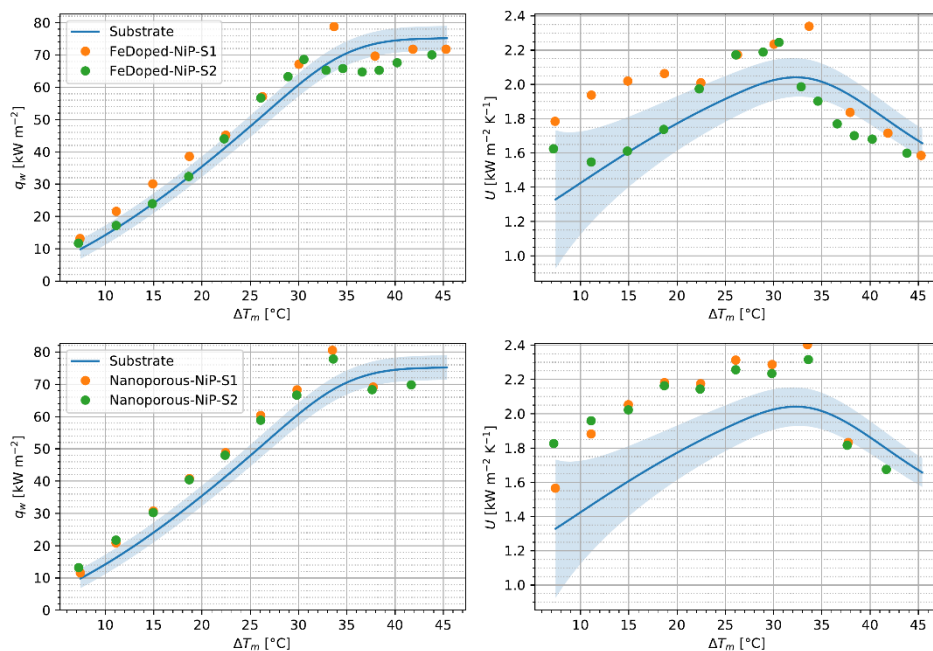 80
70
60
50
40
30
20
10
0
q_w [kW m⁻²]
Substrate
FeDoped-NiP-S1
FeDoped-NiP-S2
10 15 20 25 30 35 40 45
ΔT_m [°C]
2.4
2.2
2.0
1.8
1.6
1.4
1.2
1.0
U [kW m⁻² K⁻¹]
10 15 20 25 30 35 40 45
ΔT_m [°C]
80
70
60
50
40
30
20
10
0
q_w [kW m⁻²]
Substrate
Nanoporous-NiP-S1
Nanoporous-NiP-S2
10 15 20 25 30 35 40 45
ΔT_m [°C]
2.4
2.2
2.0
1.8
1.6
1.4
1.2
1.0
U [kW m⁻² K⁻¹]
10 15 20 25 30 35 40 45
ΔT_m [°C]